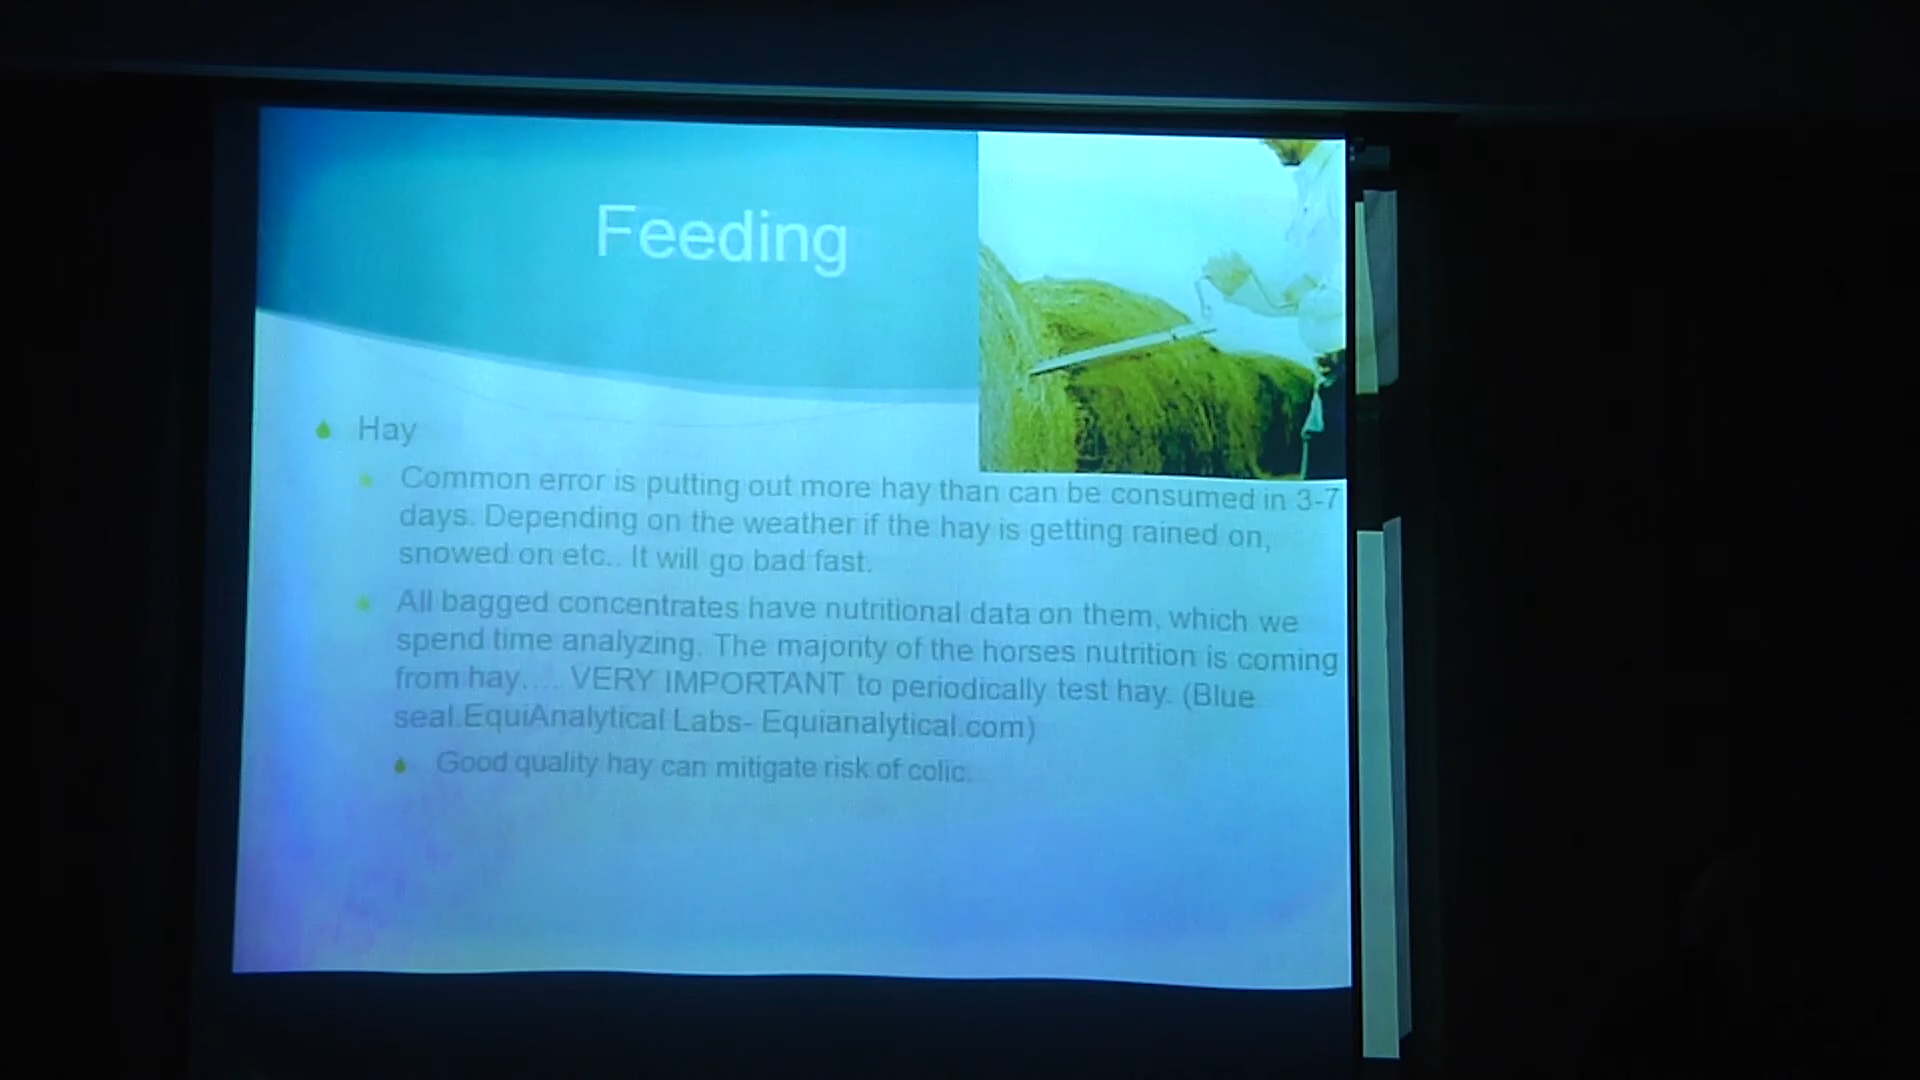 Feeding
Hay
Common error is putting out more hay than can be consumed in 3-7
days. Depending on the weather if the hay is getting rained on,
snowed on etc.. It will go bad fast.
All bagged concentrates have nutritional data on them, which we
spend time analyzing. The majority of the horses nutrition is coming
from hay..... VERY IMPORTANT to periodically test hay. (Blue
seal.EquiAnalytical Labs- Equianalytical.com)
Good quality hay can mitigate risk of colic.